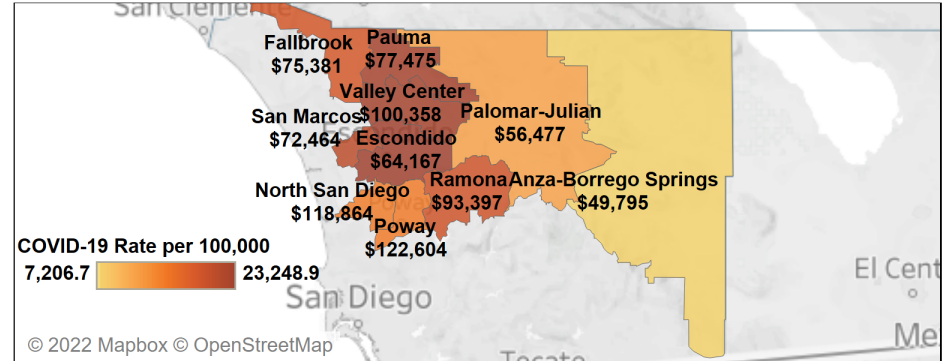 San Clemente
Fallbrook
$75,381
Pauma
$77,475
Valley Center
$100,358
Palomar-Julian
$56,477
San Marcos
$72,464
Escondido
Escondido
$64,167
North San Diego
$118,864
Ramona
$93,397
Anza-Borrego Springs
$49,795
Poway
Poway
$122,604
COVID-19 Rate per 100,000
7,206.7
23,248.9
San Diego
El Cent
Me
Tecate
© 2022 Mapbox © OpenStreetMap